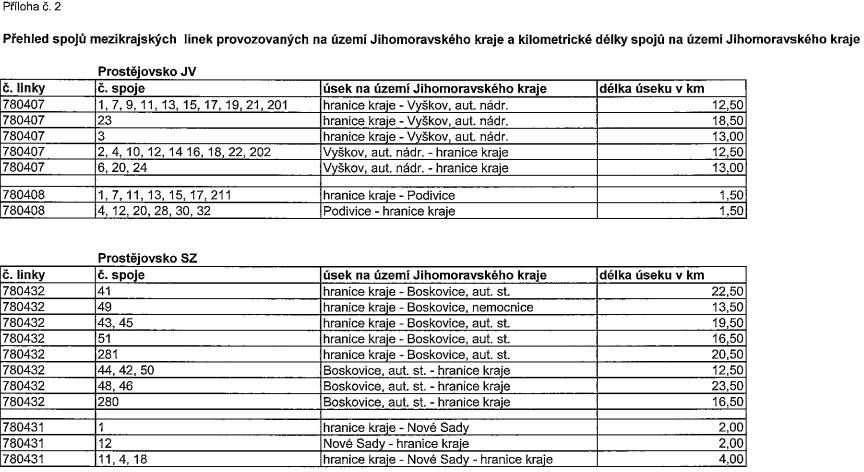 Příloha č. 2
Přehled spojů mezikrajských linek provozovaných na území Jihomoravského kraje a kilometrické délky spojů na území Jihomoravského kraje
Prostějovsko JV
č. linky č. spoje úsek na území Jihomoravského kraje délka úseku v km
780407 1, 7, 9, 11, 13, 15, 17, 19, 21, 201 hranice kraje - Vyškov, aut. nádr. 12,50
780407 23 hranice kraje - Vyškov, aut. nádr. 18,50
780407 3 hranice kraje - Vyškov, aut. nádr. 13,00
780407 2, 4, 10, 12, 14 16, 18, 22, 202 Vyškov, aut. nádr. - hranice kraje 12,50
780407 6, 20, 24 Vyškov, aut. nádr. - hranice kraje 13,00
780408 1, 7, 11, 13, 15, 17, 211 hranice kraje - Podivice 1,50
780408 4, 12, 20, 28, 30, 32 Podivice - hranice kraje 1,50
Prostějovsko SZ
č. linky č. spoje úsek na území Jihomoravského kraje délka úseku v km
780432 41 hranice kraje - Boskovice, aut. st. 22,50
780432 49 hranice kraje - Boskovice, nemocnice 13,50
780432 43, 45 hranice kraje - Boskovice, aut. st. 19,50
780432 51 hranice kraje - Boskovice, aut. st. 16,50
780432 281 hranice kraje - Boskovice, aut. st. 20,50
780432 44, 42, 50 Boskovice, aut. st. - hranice kraje 12,50
780432 48, 46 Boskovice, aut. st. - hranice kraje 23,50
780432 280 Boskovice, aut. st. - hranice kraje 16,50
780431 1 hranice kraje - Nové Sady 2,00
780431 12 Nové Sady - hranice kraje 2,00
780431 11, 4, 18 hranice kraje - Nové Sady - hranice kraje 4,00